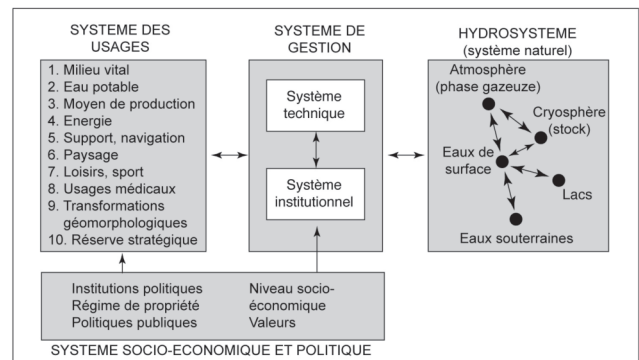 SYSTEME DES
USAGES
1. Milieu vital
2. Eau potable
3. Moyen de production
4. Energie
5. Support, navigation
6. Paysage
7. Loisirs, sport
8. Usages médicaux
9. Transformations
géomorphologiques
10. Réserve stratégique
SYSTEME DE
GESTION
Système
technique
Système
institutionnel
HYDROSYSTEME
(système naturel)
Atmosphère
(phase gazeuze)
Cryosphère
(stock)
Eaux de
surface
Lacs
Eaux souterraines
Institutions politiques
Régime de propriété
Politiques publiques
Niveau socio-
économique
Valeurs
SYSTEME SOCIO-ECONOMIQUE ET POLITIQUE